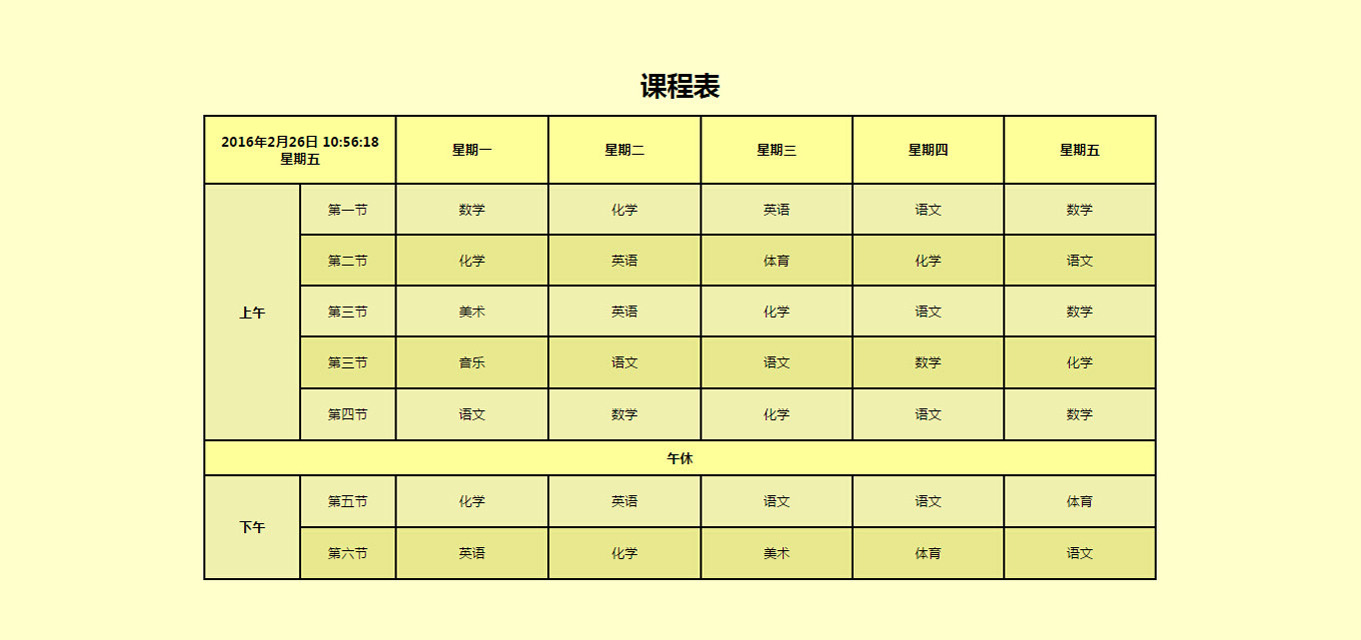 课程表
2016年2月26日 10:56:18
星期五
星期一
星期二
星期三
星期四
星期五
上午
第一节
数学
化学
英语
语文
数学
第二节
化学
英语
体育
化学
语文
第三节
美术
英语
化学
语文
数学
第三节
音乐
语文
语文
数学
化学
第四节
语文
数学
化学
语文
数学
午休
下午
第五节
化学
英语
语文
语文
体育
第六节
英语
化学
美术
体育
语文